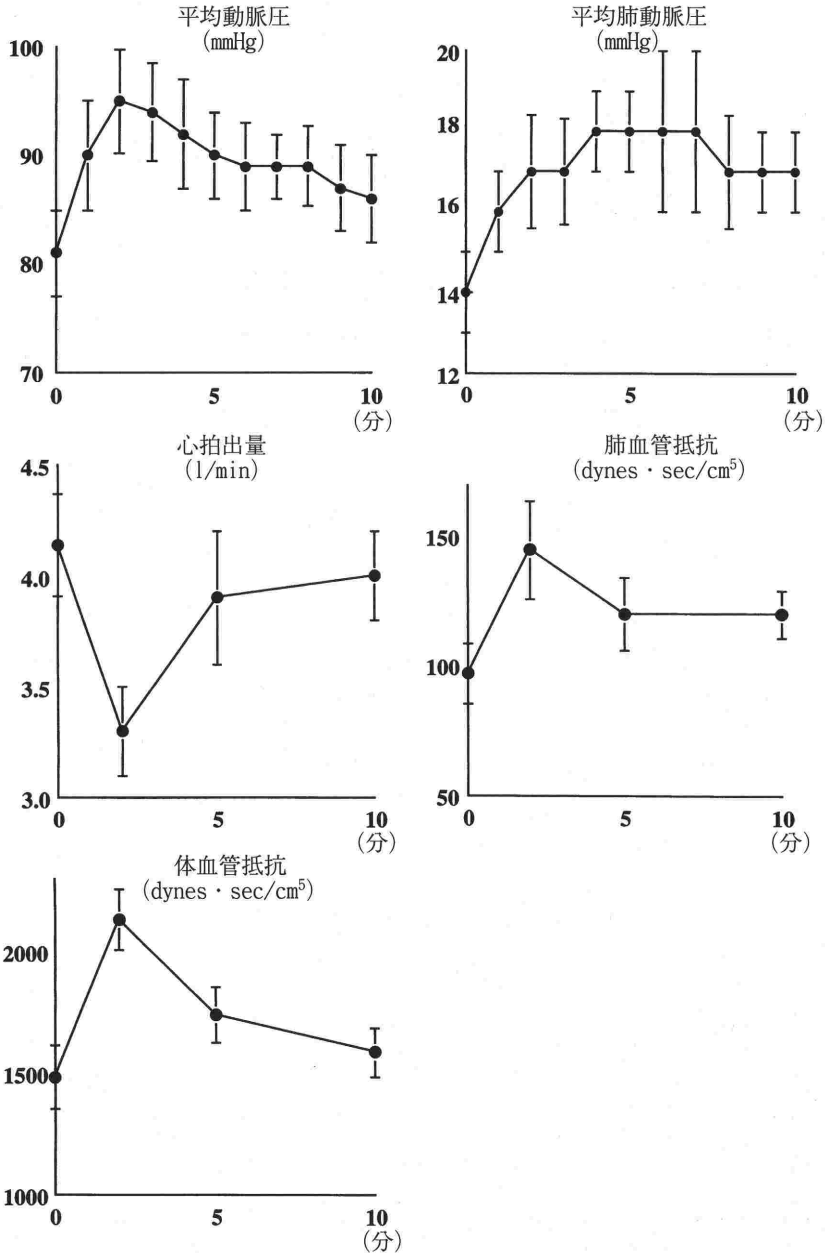 平均動脈圧
(mmHg)
100
90
80
70
0
5
10
(分)
平均肺動脈圧
(mmHg)
20
18
16
14
12
0
5
10
(分)
心拍出量
(l/min)
4.5
4.0
3.5
3.0
0
5
10
(分)
肺血管抵抗
(dynes・sec/cm⁵)
150
100
50
0
5
10
(分)
体血管抵抗
(dynes・sec/cm⁵)
2000
1500
1000
0
5
10
(分)